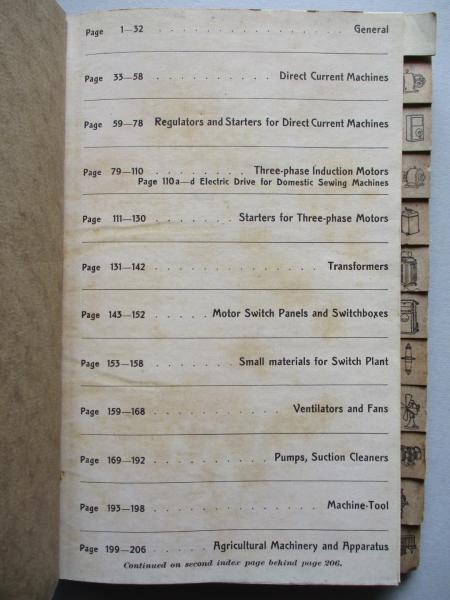 Page 1—32 . . . . . . . . . . . . . . . General
Page 33—58 . . . . . . . . . . Direct Current Machines
Page 59—78 Regulators and Starters for Direct Current Machines
Page 79—110 . . . . . . . . Three-phase Induction Motors
Page 110a—d Electric Drive for Domestic Sewing Machines
Page 111—130 . . . . . . . Starters for Three-phase Motors
Page 131—142 . . . . . . . . . . . . . . Transformers
Page 143—152 . . . . . Motor Switch Panels and Switchboxes
Page 153—158 . . . . . . Small materials for Switch Plant
Page 159—168 . . . . . . . . . . . Ventilators and Fans
Page 169—192 . . . . . . . . . . Pumps, Suction Cleaners
Page 193—198 . . . . . . . . . . . . . . Machine-Tool
Page 199—206 . . . . . Agricultural Machinery and Apparatus
Continued on second index page behind page 206.